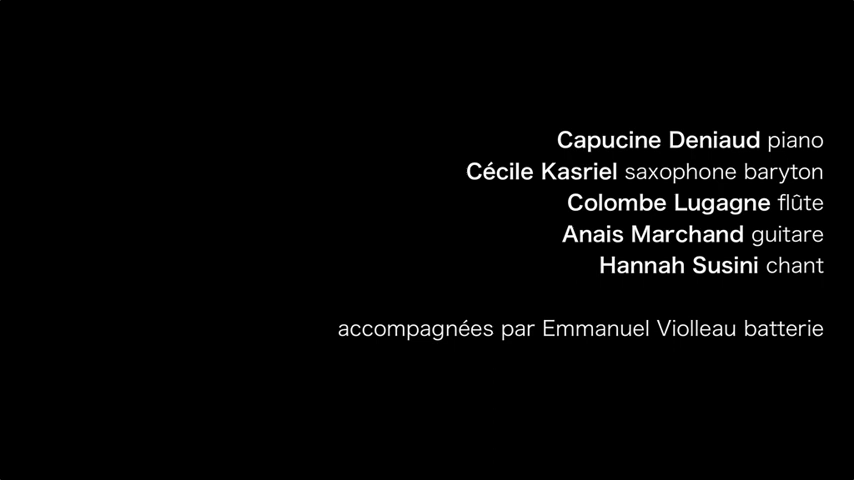 Capucine Deniaud piano
Cécile Kasriel saxophone baryton
Colombe Lugagne flûte
Anais Marchand guitare
Hannah Susini chant
accompagnées par Emmanuel Violleau batterie